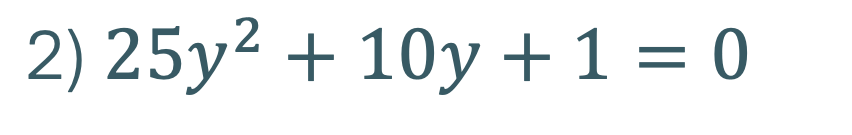 2) 25y² + 10y + 1 = 0